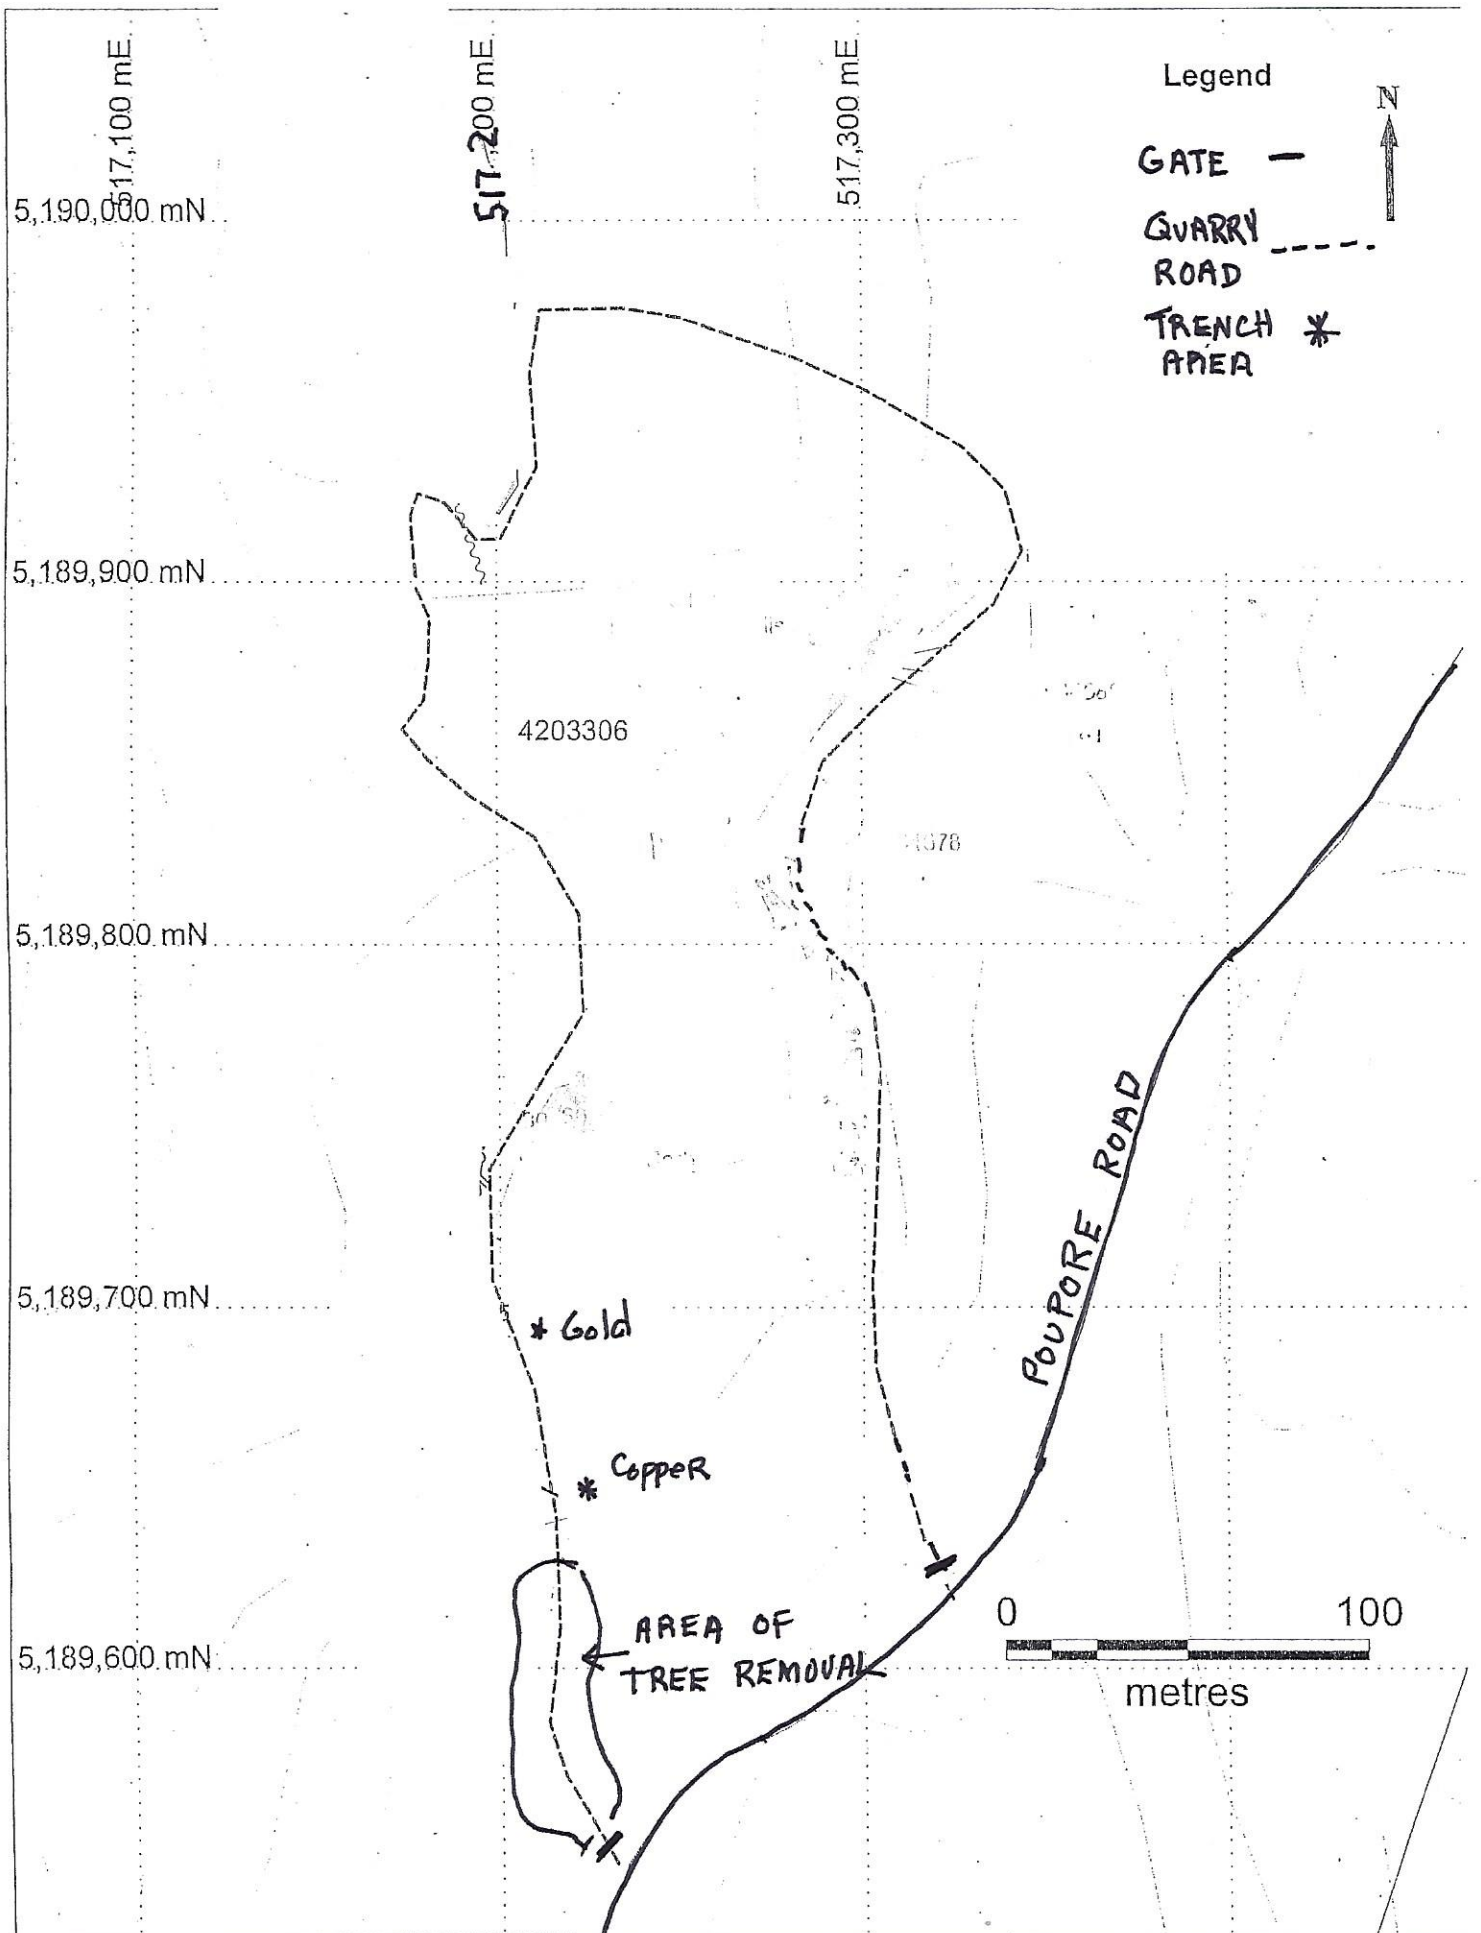 517,100 mE
517,200 mE
517,300 mE
517.2
Legend
N
GATE
QUARRY
ROAD
TRENCH
AREA
5,190,000 mN
5,189,900 mN
4203306
5,189,800 mN
POUPORE ROAD
5,189,700 mN
Gold
Copper
AREA OF
TREE REMOVAL
0 100
metres
5,189,600 mN